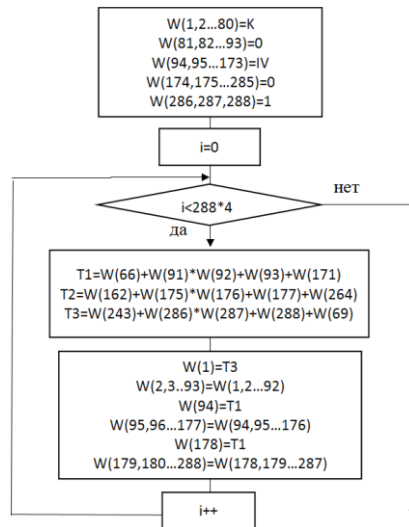 W(1,2...80)=K
W(81,82...93)=0
W(94,95...173)=IV
W(174,175...285)=0
W(286,287,288)=1
i=0
нет
i<288*4
да
T1=W(66)+W(91)*W(92)+W(93)+W(171)
T2=W(162)+W(175)*W(176)+W(177)+W(264)
T3=W(243)+W(286)*W(287)+W(288)+W(69)
W(1)=T3
W(2,3..93)=W(1,2...92)
W(94)=T1
W(95,96...177)=W(94,95...176)
W(178)=T1
W(179,180...288)=W(178,179...287)
i++